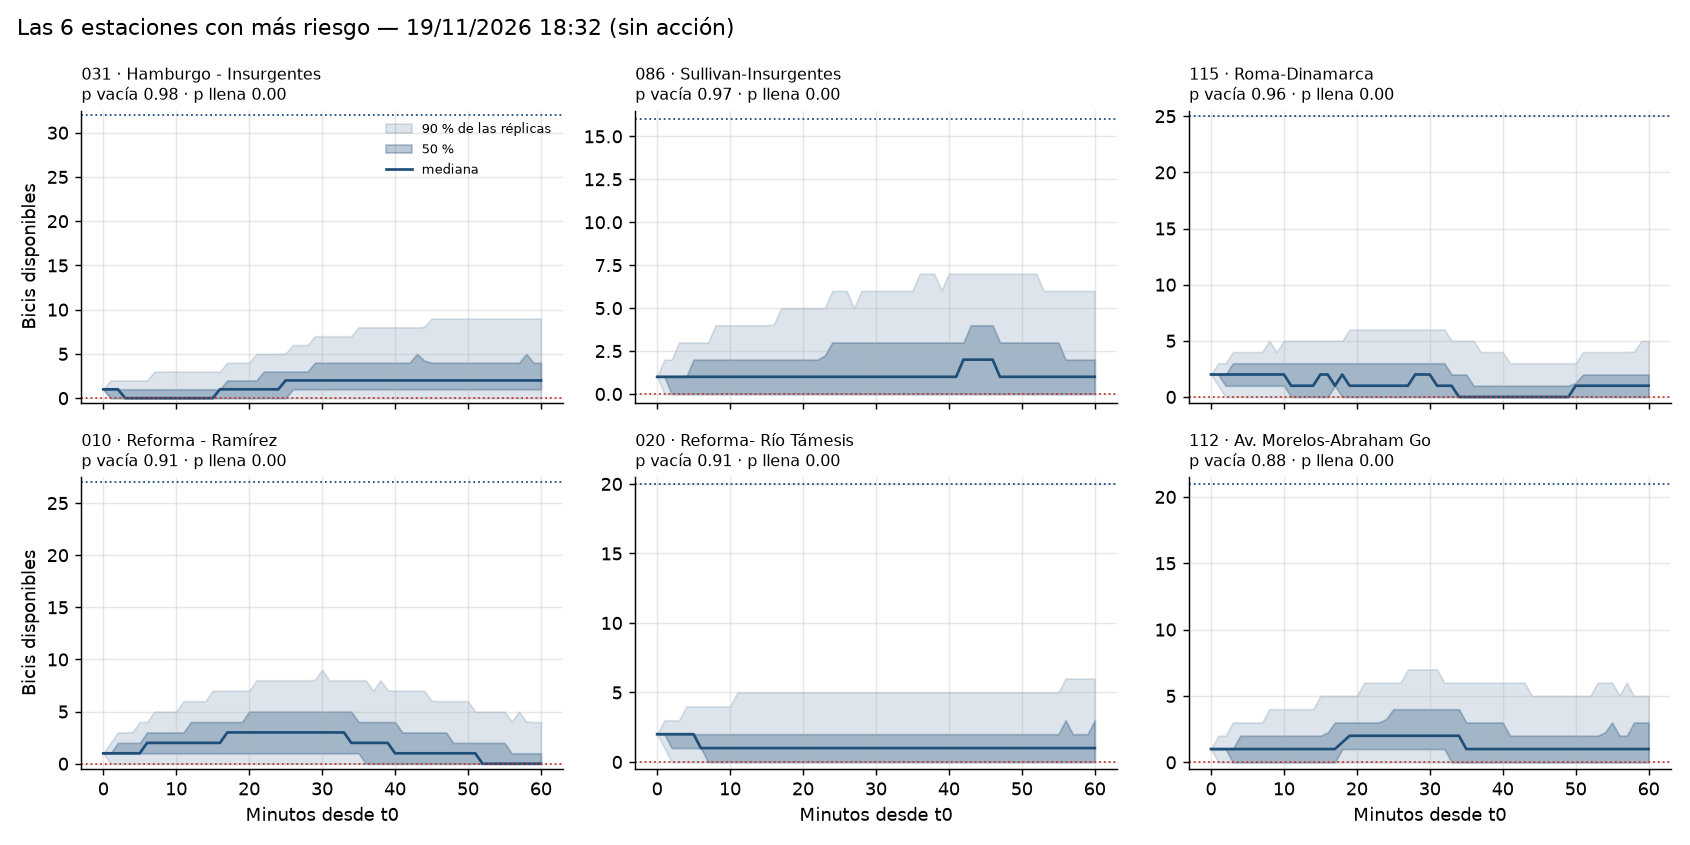 Las 6 estaciones con más riesgo — 19/11/2026 18:32 (sin acción)
031 · Hamburgo - Insurgentes
p vacía 0.98 · p llena 0.00
90 % de las réplicas
50 %
mediana
Bicis disponibles
30
25
20
15
10
5
0
086 · Sullivan-Insurgentes
p vacía 0.97 · p llena 0.00
15.0
12.5
10.0
7.5
5.0
2.5
0.0
115 · Roma-Dinamarca
p vacía 0.96 · p llena 0.00
25
20
15
10
5
0
010 · Reforma - Ramírez
p vacía 0.91 · p llena 0.00
Bicis disponibles
25
20
15
10
5
0
0 10 20 30 40 50 60
Minutos desde t0
020 · Reforma- Río Támesis
p vacía 0.91 · p llena 0.00
20
15
10
5
0
0 10 20 30 40 50 60
Minutos desde t0
112 · Av. Morelos-Abraham Go
p vacía 0.88 · p llena 0.00
20
15
10
5
0
0 10 20 30 40 50 60
Minutos desde t0